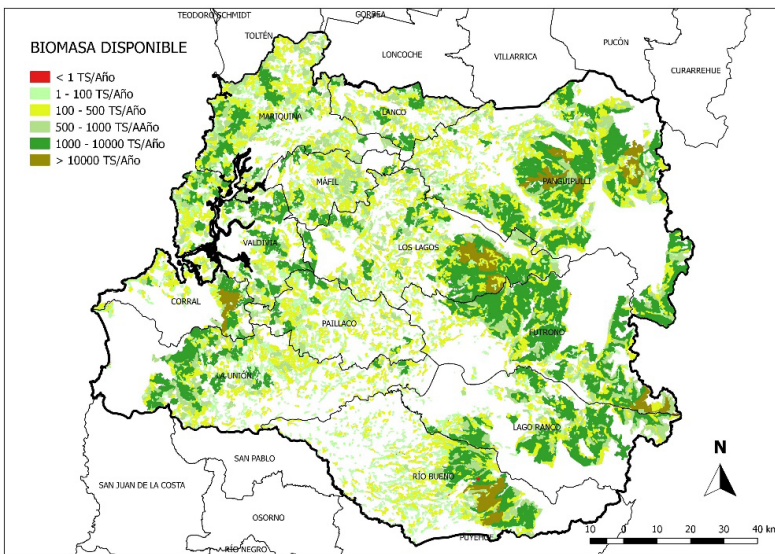 TEODORO SCHMIDT
GORBEA
TOLTÉN
LONCOCHE
VILLARRICA
PUCÓN
CURARREHUE
BIOMASA DISPONIBLE
< 1 TS/Año
1 - 100 TS/Año
100 - 500 TS/Año
500 - 1000 TS/AAño
1000 - 10000 TS/Año
> 10000 TS/Año
MARIQUINA
LANCO
MÁFIL
PANGUIPULLI
VALDIVIA
LOS LAGOS
CORRAL
PAILLACO
FUTRONO
LA UNIÓN
LAGO RANCO
SAN PABLO
RÍO BUENO
SAN JUAN DE LA COSTA
OSORNO
PUYEHUE
RÍO NEGRO
N
10 0 10 20 30 40 km